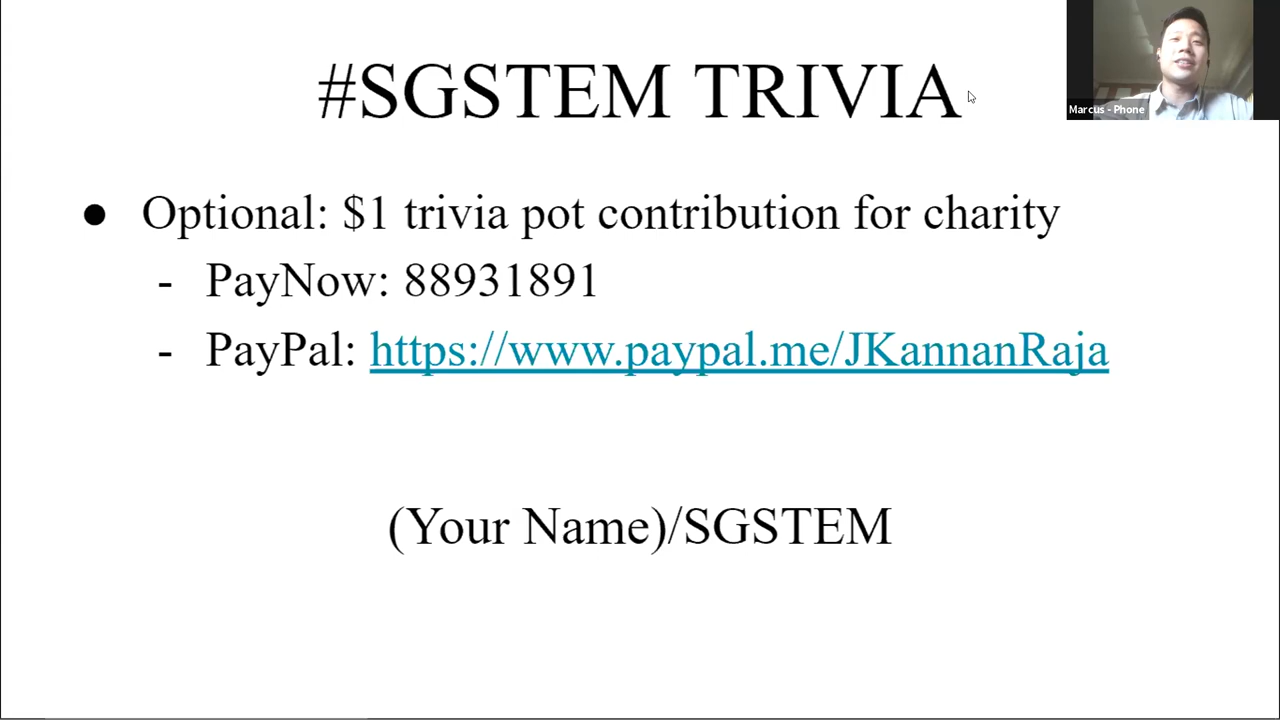 #SGSTEM TRIVIA
Marcus - Phone
● Optional: $1 trivia pot contribution for charity
- PayNow: 88931891
- PayPal: https://www.paypal.me/JKannanRaja
(Your Name)/SGSTEM